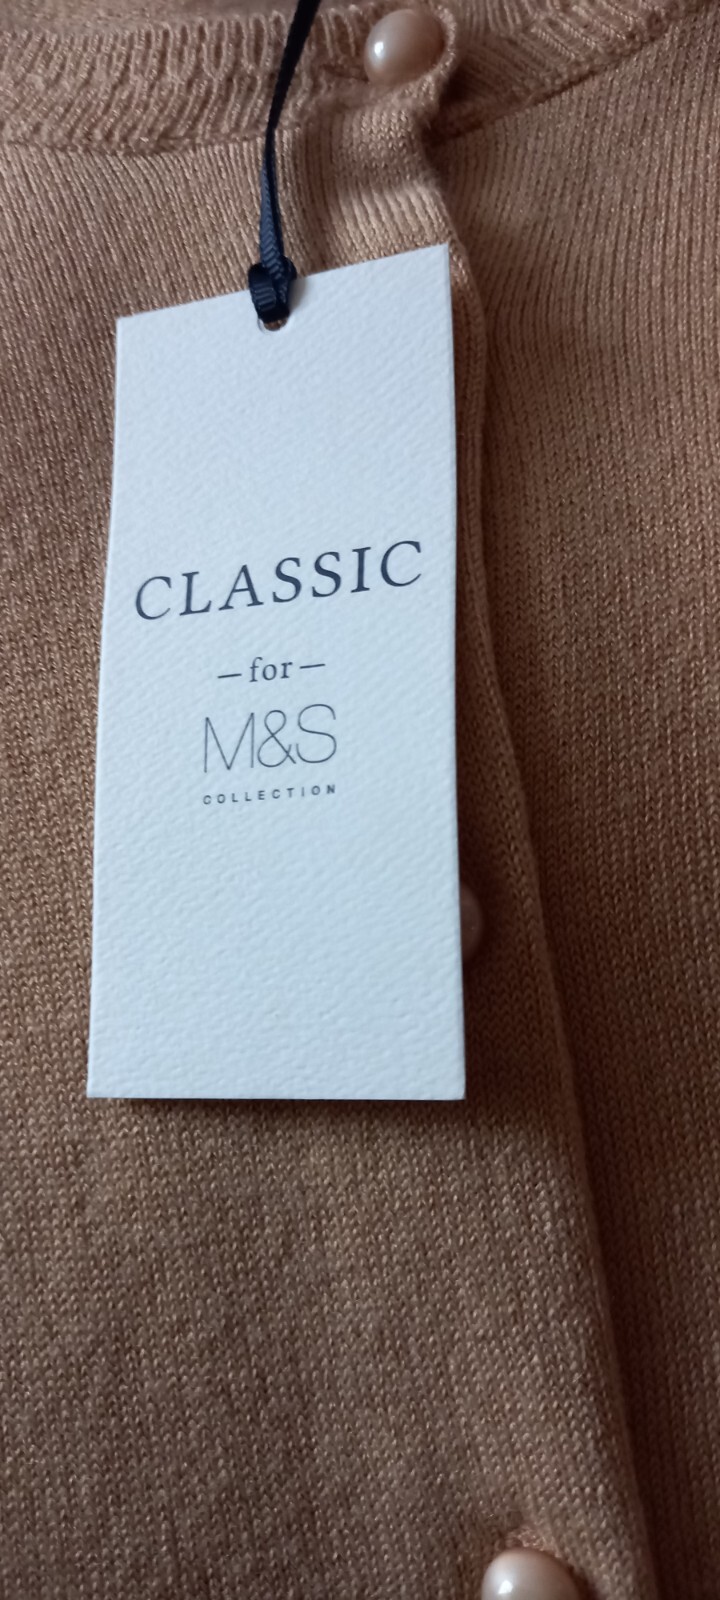 CLASSIC
—for—
M&S
COLLECTION